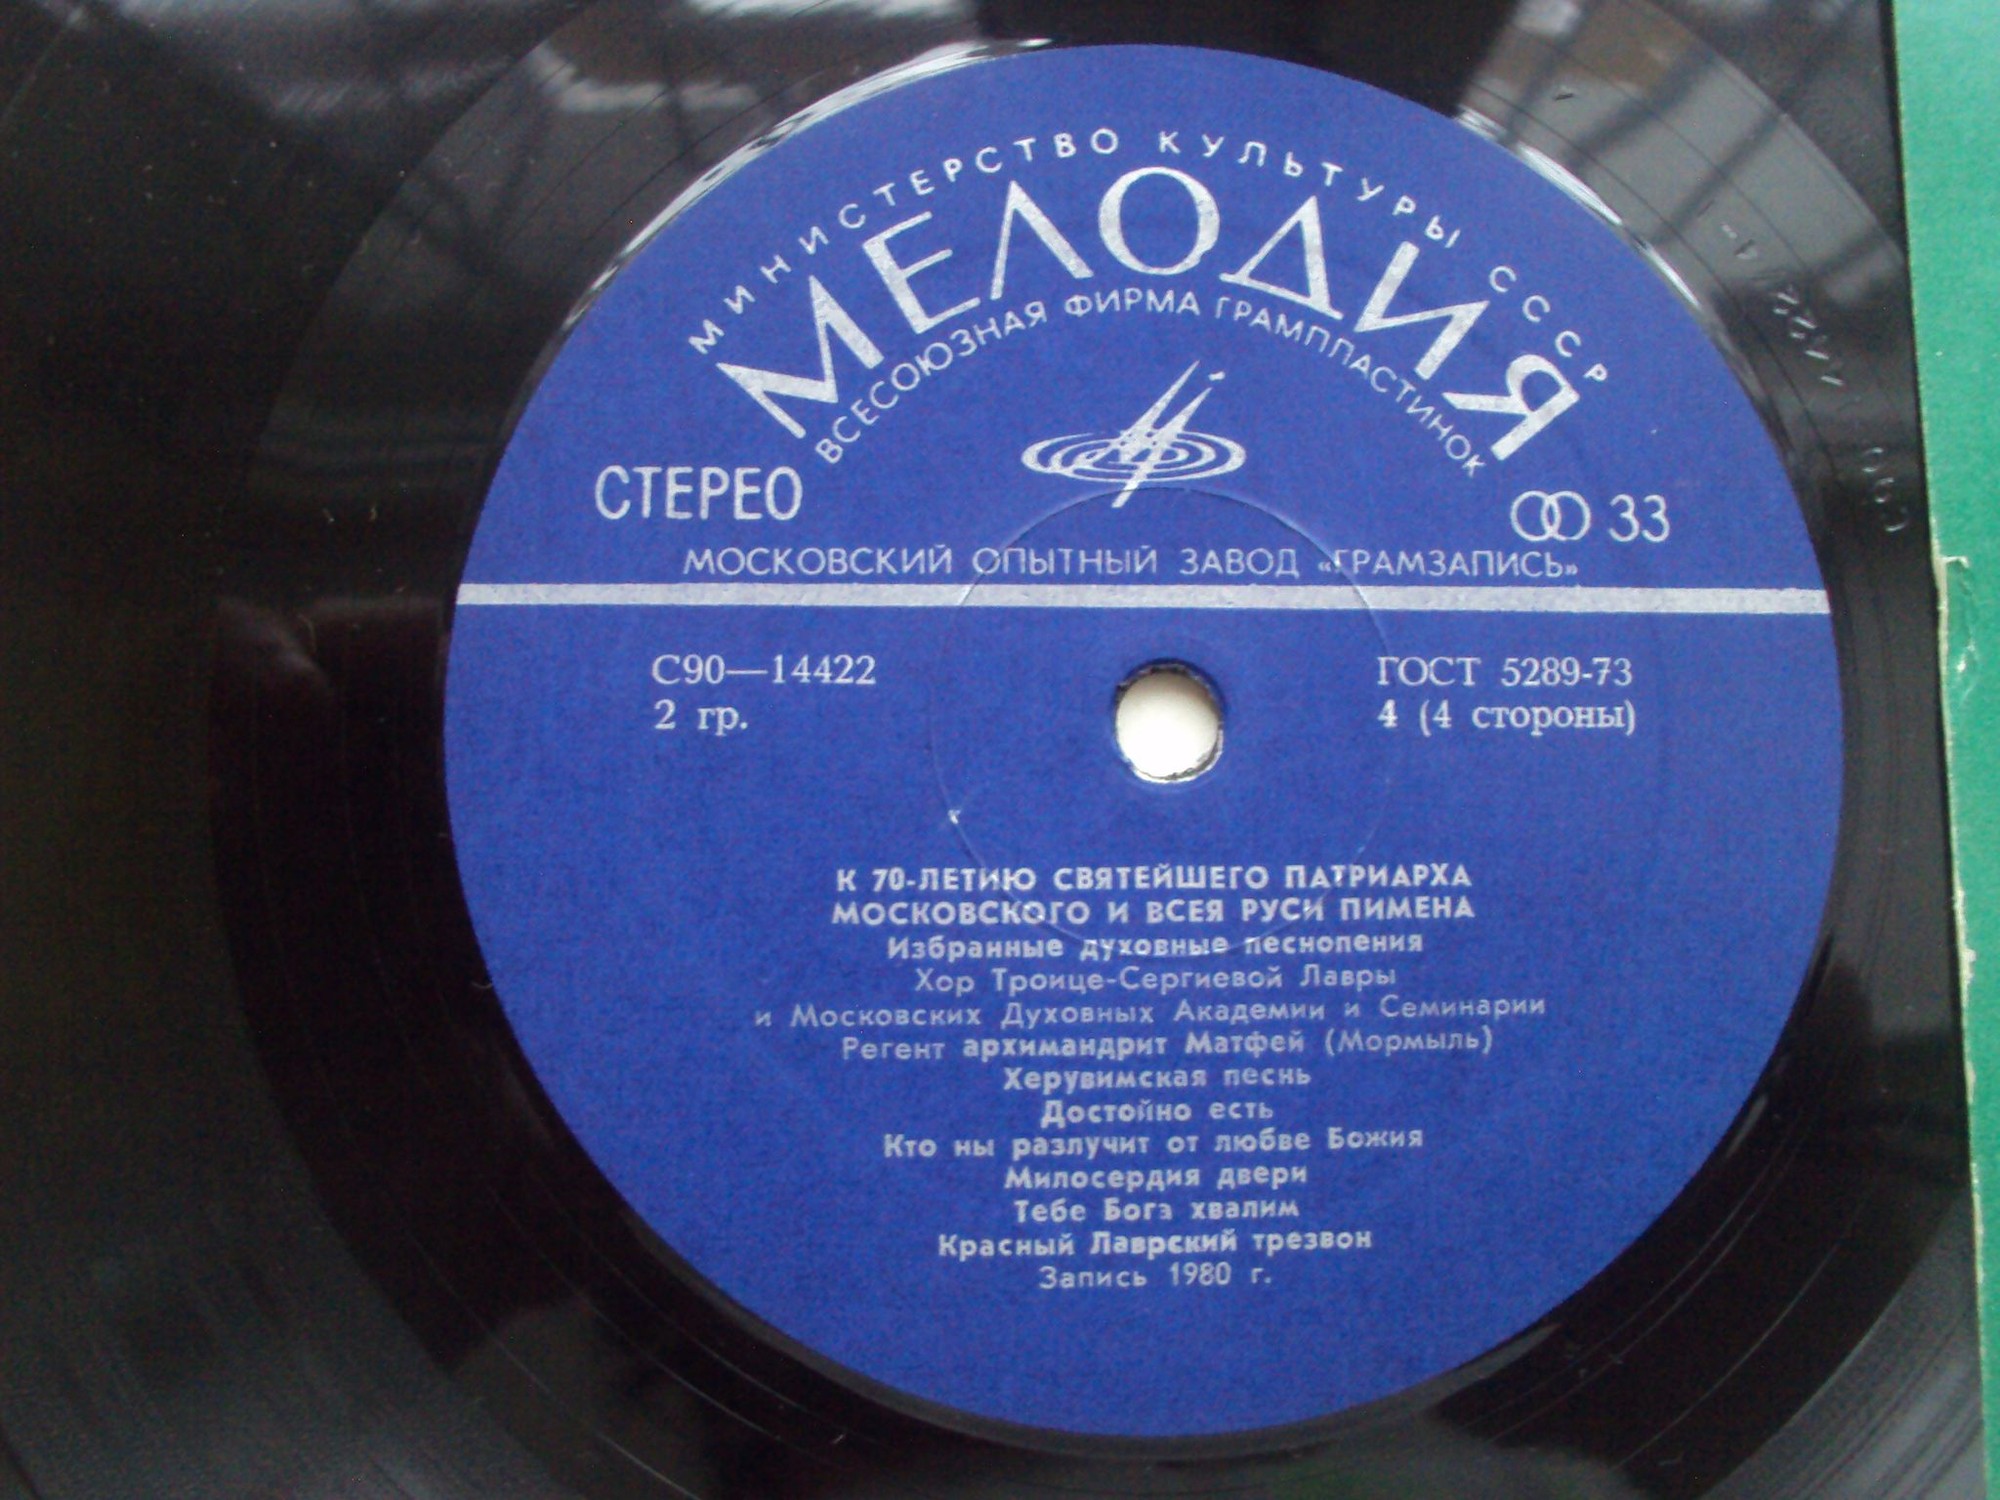 МИНИСТЕРСТВО КУЛЬТУРЫ СССР
МЕЛОДИЯ
ВСЕСОЮЗНАЯ ФИРМА ГРАМПЛАСТИНОК
СТЕРЕО
33
МОСКОВСКИЙ ОПЫТНЫЙ ЗАВОД «ГРАМЗАПИСЬ»
С90—14422
ГОСТ 5289-73
2 гр.
4 (4 стороны)
К 70-ЛЕТИЮ СВЯТЕЙШЕГО ПАТРИАРХА
МОСКОВСКОГО И ВСЕЯ РУСИ ПИМЕНА
Избранные духовные песнопения
Хор Троице-Сергиевой Лавры
и Московских Духовных Академии и Семинарии
Регент архимандрит Матфей (Мормыль)
Херувимская песнь
Достойно есть
Кто ны разлучит от любве Божия
Милосердия двери
Тебе Бога хвалим
Красный Лаврский трезвон
Запись 1980 г.